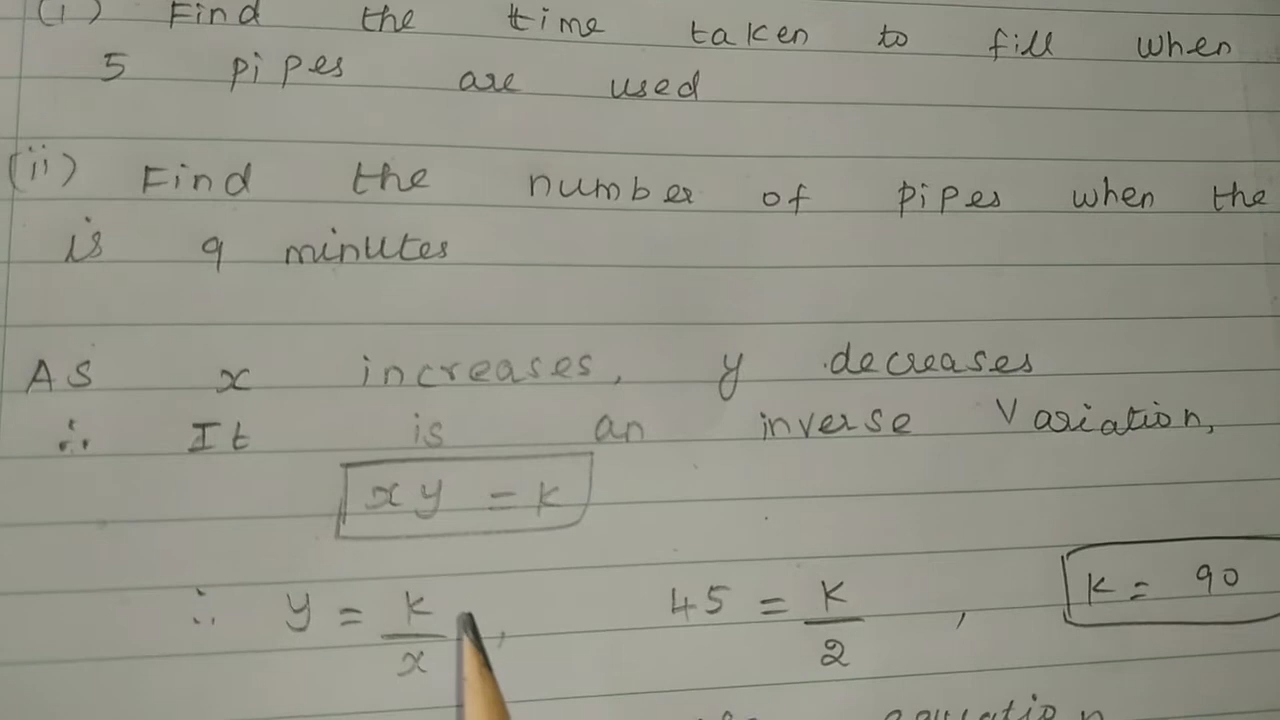 (i) Find the time taken to fill when
5 pipes are used
(ii) Find the number of pipes when the
is 9 minutes
As x increases, y decreases
∴ It is an inverse Variation,
xy = k
∴ y = k/x, 45 = k/2, k = 90
equation